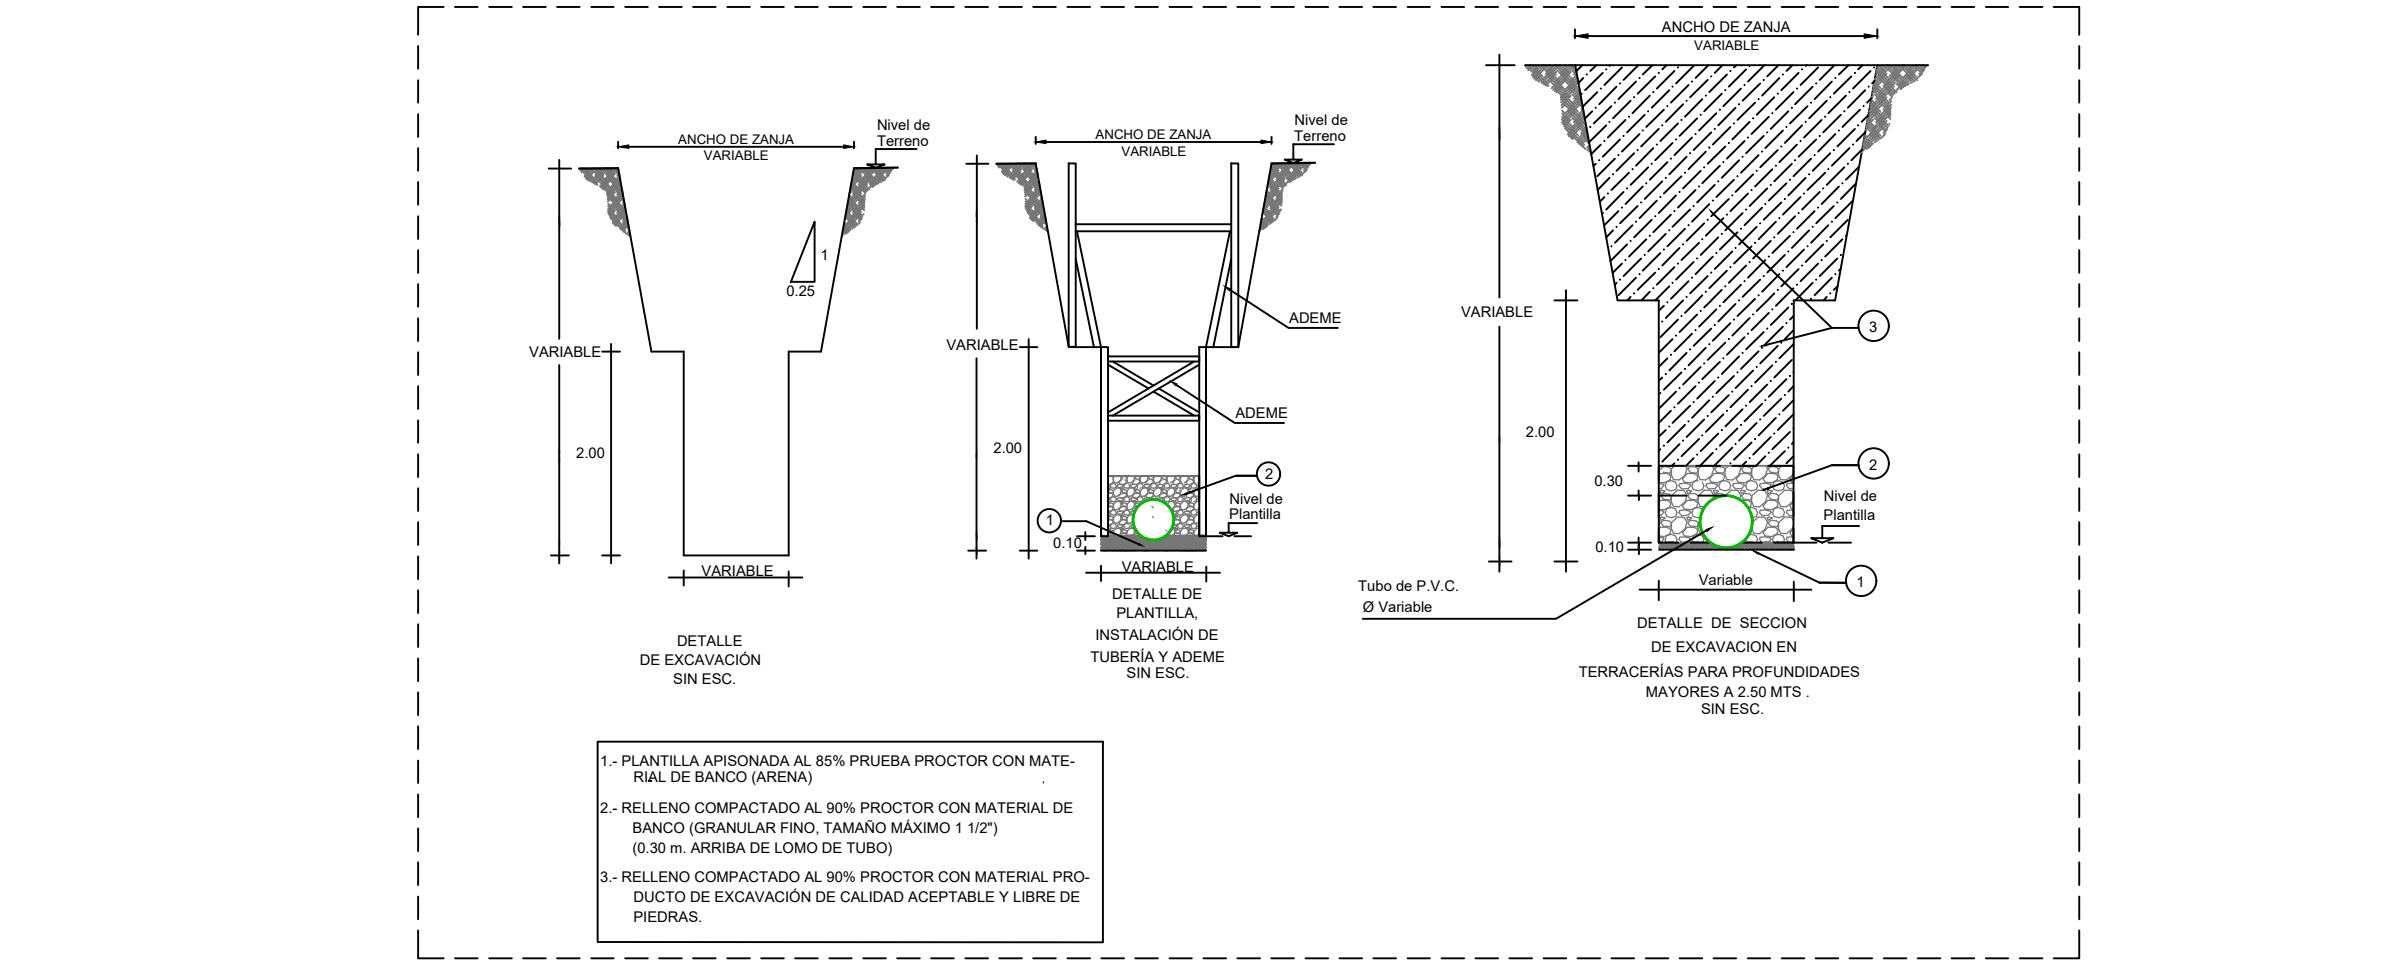 ANCHO DE ZANJA
VARIABLE
Nivel de
Terreno
1
0.25
VARIABLE
2.00
VARIABLE
DETALLE
DE EXCAVACIÓN
SIN ESC.
ANCHO DE ZANJA
VARIABLE
Nivel de
Terreno
ADEME
VARIABLE
ADEME
2.00
2
Nivel de
Plantilla
1
0.10
VARIABLE
DETALLE DE
PLANTILLA,
INSTALACIÓN DE
TUBERÍA Y ADEME
SIN ESC.
ANCHO DE ZANJA
VARIABLE
VARIABLE
3
2.00
2
0.30
Nivel de
Plantilla
0.10
Variable
1
Tubo de P.V.C.
Ø Variable
DETALLE DE SECCION
DE EXCAVACION EN
TERRACERÍAS PARA PROFUNDIDADES
MAYORES A 2.50 MTS .
SIN ESC.
1.- PLANTILLA APISONADA AL 85% PRUEBA PROCTOR CON MATE-
RIAL DE BANCO (ARENA)
2.- RELLENO COMPACTADO AL 90% PROCTOR CON MATERIAL DE
BANCO (GRANULAR FINO, TAMAÑO MÁXIMO 1 1/2")
(0.30 m. ARRIBA DE LOMO DE TUBO)
3.- RELLENO COMPACTADO AL 90% PROCTOR CON MATERIAL PRO-
DUCTO DE EXCAVACIÓN DE CALIDAD ACEPTABLE Y LIBRE DE
PIEDRAS.